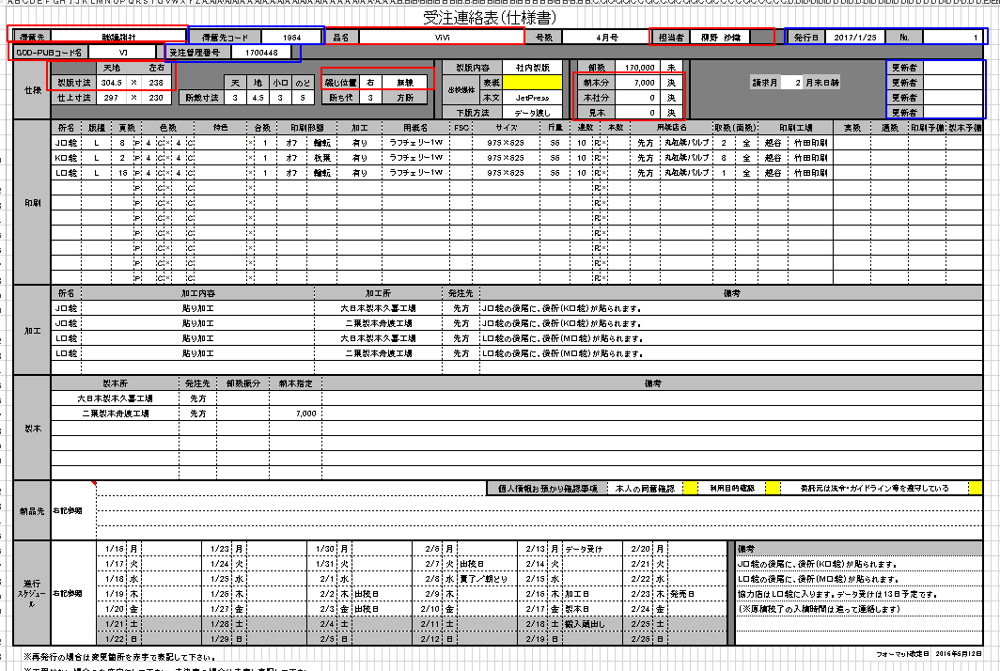 受注連絡表(仕様書)
得意先 ㈱講談社 得意先コード 1964 品名 ViVi 号数 4月号 担当者 柳野 沙織 発行日 2017/1/25 No. 1
GOD-PUBコード名 VI 受注管理番号 1700448
仕様
天地 左右
製版寸法 304.5 × 238
仕上寸法 297 × 230
天 地 小口 のど
断裁寸法 3 4.5 3 5
綴じ位置 右 無線
断ち代 3 方断
製版内容 社内製版
出校媒体 表紙
本文 JetPress
下版方法 データ渡し
部数 170,000 未
納本分 7,000 決
本社分 0 決
見本 0 決
請求月 2 月末日締
更新者
更新者
更新者
更新者
印刷
所名 版種 頁数 色数 特色 台数 印刷形態 加工 用紙名 FSC サイズ 斤量 連数 本数 用紙店名 取数(面数) 印刷工場 実数 通数 印刷予備 製本予備
J口絵 L 8 P 4 C × 4 C × 1 オフ 輪転 有り ラフチェリー1W 975×625 56 10 R × 先方 丸紅紙パルプ 2 全 越谷 竹田印刷
K口絵 L 2 P 4 C × 4 C × 1 オフ 枚葉 有り ラフチェリー1W 975×625 56 10 R × 先方 丸紅紙パルプ 8 全 越谷 竹田印刷
L口絵 L 16 P 4 C × 4 C × 1 オフ 輪転 有り ラフチェリー1W 975×625 56 10 R × 先方 丸紅紙パルプ 1 全 越谷 竹田印刷
P C × C × R ×
P C × C × R ×
P C × C × R ×
P C × C × R ×
P C × C × R ×
P C × C × R ×
P C × C × R ×
加工
所名 加工内容 加工所 発注先 備考
J口絵 貼り加工 大日本製本久喜工場 先方 J口絵の後尾に、後所(K口絵)が貼られます。
J口絵 貼り加工 二葉製本舟渡工場 先方 J口絵の後尾に、後所(K口絵)が貼られます。
L口絵 貼り加工 大日本製本久喜工場 先方 L口絵の後尾に、後所(M口絵)が貼られます。
L口絵 貼り加工 二葉製本舟渡工場 先方 L口絵の後尾に、後所(M口絵)が貼られます。
製本
製本所 発注先 部数振分 納本指定 備考
大日本製本久喜工場 先方
二葉製本舟渡工場 先方 7,000
個人情報お預かり確認事項 本人の同意確認 利用目的確認 委託元は法令・ガイドライン等を遵守している
納品先 右記参照
進行スケジュール 右記参照
1/16 月 1/23 月 1/30 月 2/6 月 2/13 月 データ受け 2/20 月 備考
1/17 火 1/24 火 1/31 火 2/7 火 出校日 2/14 火 2/21 火 J口絵の後尾に、後所(K口絵)が貼られます。
1/18 水 1/25 水 2/1 水 2/8 水 責了/朝とり 2/15 水 2/22 水 L口絵の後尾に、後所(M口絵)が貼られます。
1/19 木 1/26 木 2/2 木 出校日 2/9 木 2/16 木 加工日 2/23 木 発売日 協力店はL口絵に入ります。データ受けは13日予定です。
1/20 金 1/27 金 2/3 金 出校日 2/10 金 2/17 金 製本日 2/24 金 (※原稿校了の入稿時間は追って連絡します)
1/21 土 1/28 土 2/4 土 2/11 土 2/18 土 搬入蔵出し 2/25 土
1/22 日 1/29 日 2/5 日 2/12 日 2/19 日 2/26 日
※再発行の場合は変更箇所を赤字で表記して下さい。
フォーマット改定日 2016年5月12日